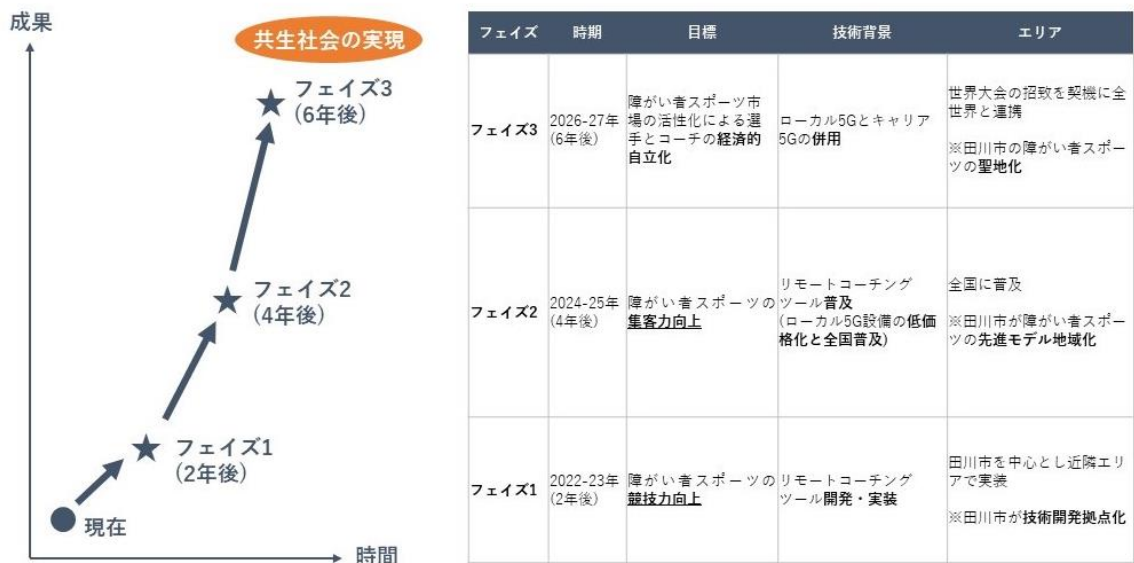 成果
共生社会の実現
フェイズ3
(6年後)
フェイズ2
(4年後)
フェイズ1
(2年後)
現在
時間
フェイズ 時期 目標 技術背景 エリア
フェイズ3
2026-27年
(6年後)
障がい者スポーツ市
場の活性化による選
手とコーチの経済的
自立化
ローカル5Gとキャリア
5Gの併用
世界大会の招致を契機に全
世界と連携
※田川市の障がい者スポー
ツの聖地化
フェイズ2
2024-25年
(4年後)
障がい者スポーツの
集客力向上
リモートコーチング
ツール普及
(ローカル5G設備の低価
格化と全国普及)
全国に普及
※田川市が障がい者スポー
ツの先進モデル地域化
フェイズ1
2022-23年
(2年後)
障がい者スポーツの
競技力向上
リモートコーチング
ツール開発・実装
田川市を中心とし近隣エリ
アで実装
※田川市が技術開発拠点化